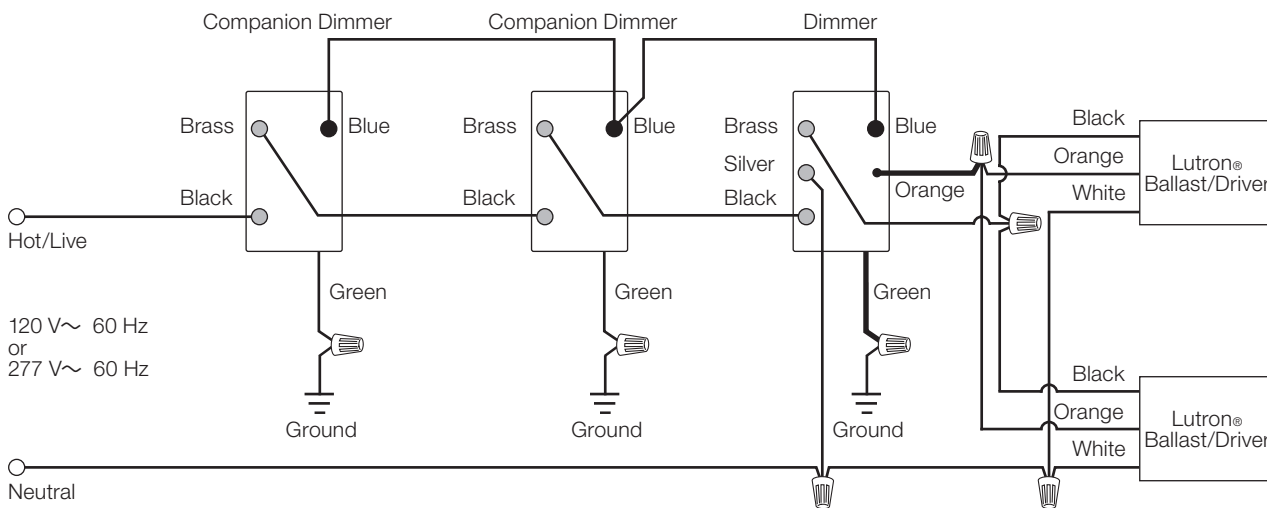 Companion Dimmer
Companion Dimmer
Dimmer
Brass
Blue
Brass
Blue
Brass
Blue
Black
Silver
Orange
Orange
Lutron®
Ballast/Driver
White
Black
Black
Black
Hot/Live
Green
Green
Green
120 V~ 60 Hz
or
277 V~ 60 Hz
Black
Ground
Ground
Ground
Orange
Lutron®
Ballast/Driver
White
Neutral